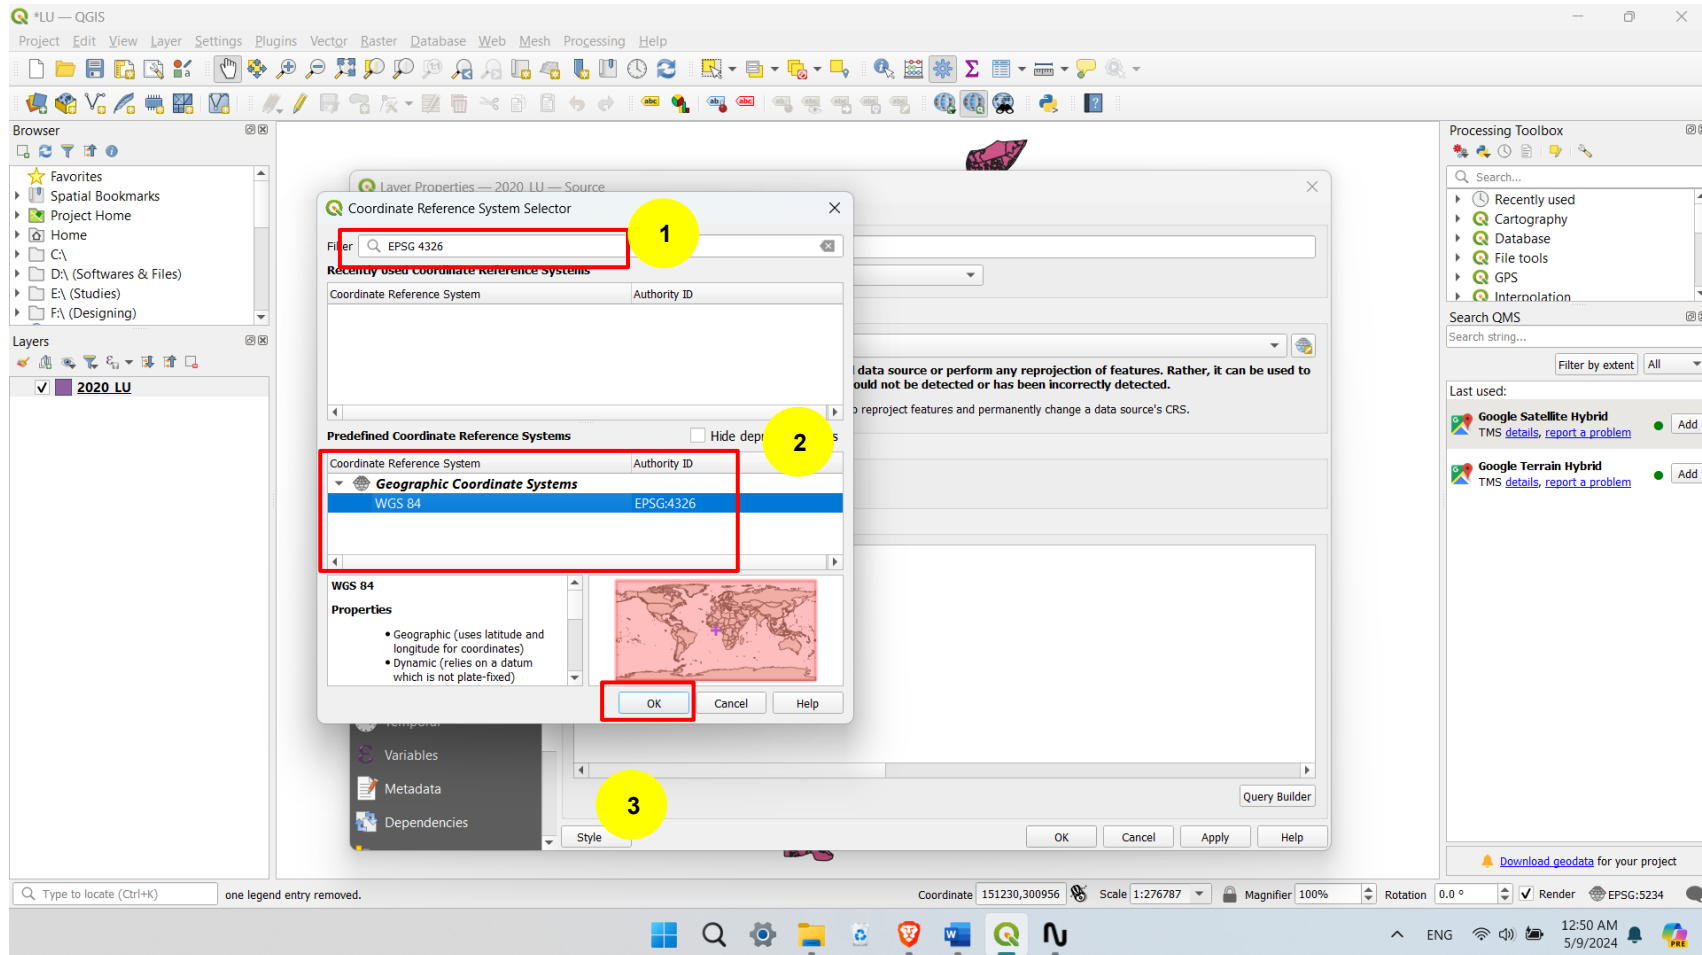 *LU — QGIS
Project Edit View Layer Settings Plugins Vector Raster Database Web Mesh Processing Help
Browser
Favorites
Spatial Bookmarks
Project Home
Home
C:\
D:\ (Softwares & Files)
E:\ (Studies)
F:\ (Designing)
Layers
2020_LU
Layer Properties — 2020_LU — Source
Coordinate Reference System Selector
1
Filter EPSG 4326
Recently Used Coordinate Reference Systems
Coordinate Reference System Authority ID
Predefined Coordinate Reference Systems Hide
2
Coordinate Reference System Authority ID
Geographic Coordinate Systems
WGS 84 EPSG:4326
WGS 84
Properties
• Geographic (uses latitude and
longitude for coordinates)
• Dynamic (relies on a datum
which is not plate-fixed)
OK Cancel Help
data source or perform any reprojection of features. Rather, it can be used to
ould not be detected or has been incorrectly detected.
reproject features and permanently change a data source's CRS.
Temporal
Variables
Metadata
Dependencies
3
Query Builder
Style OK Cancel Apply Help
Processing Toolbox
Search...
Recently used
Cartography
Database
File tools
GPS
Interpolation
Search QMS
Search string...
Filter by extent All
Last used:
Google Satellite Hybrid
TMS details, report a problem Add
Google Terrain Hybrid
TMS details, report a problem Add
Download geodata for your project
Type to locate (Ctrl+K) one legend entry removed. Coordinate 151230,300956 Scale 1:276787 Magnifier 100% Rotation 0.0 ° Render EPSG:5234
ENG 12:50 AM
5/9/2024